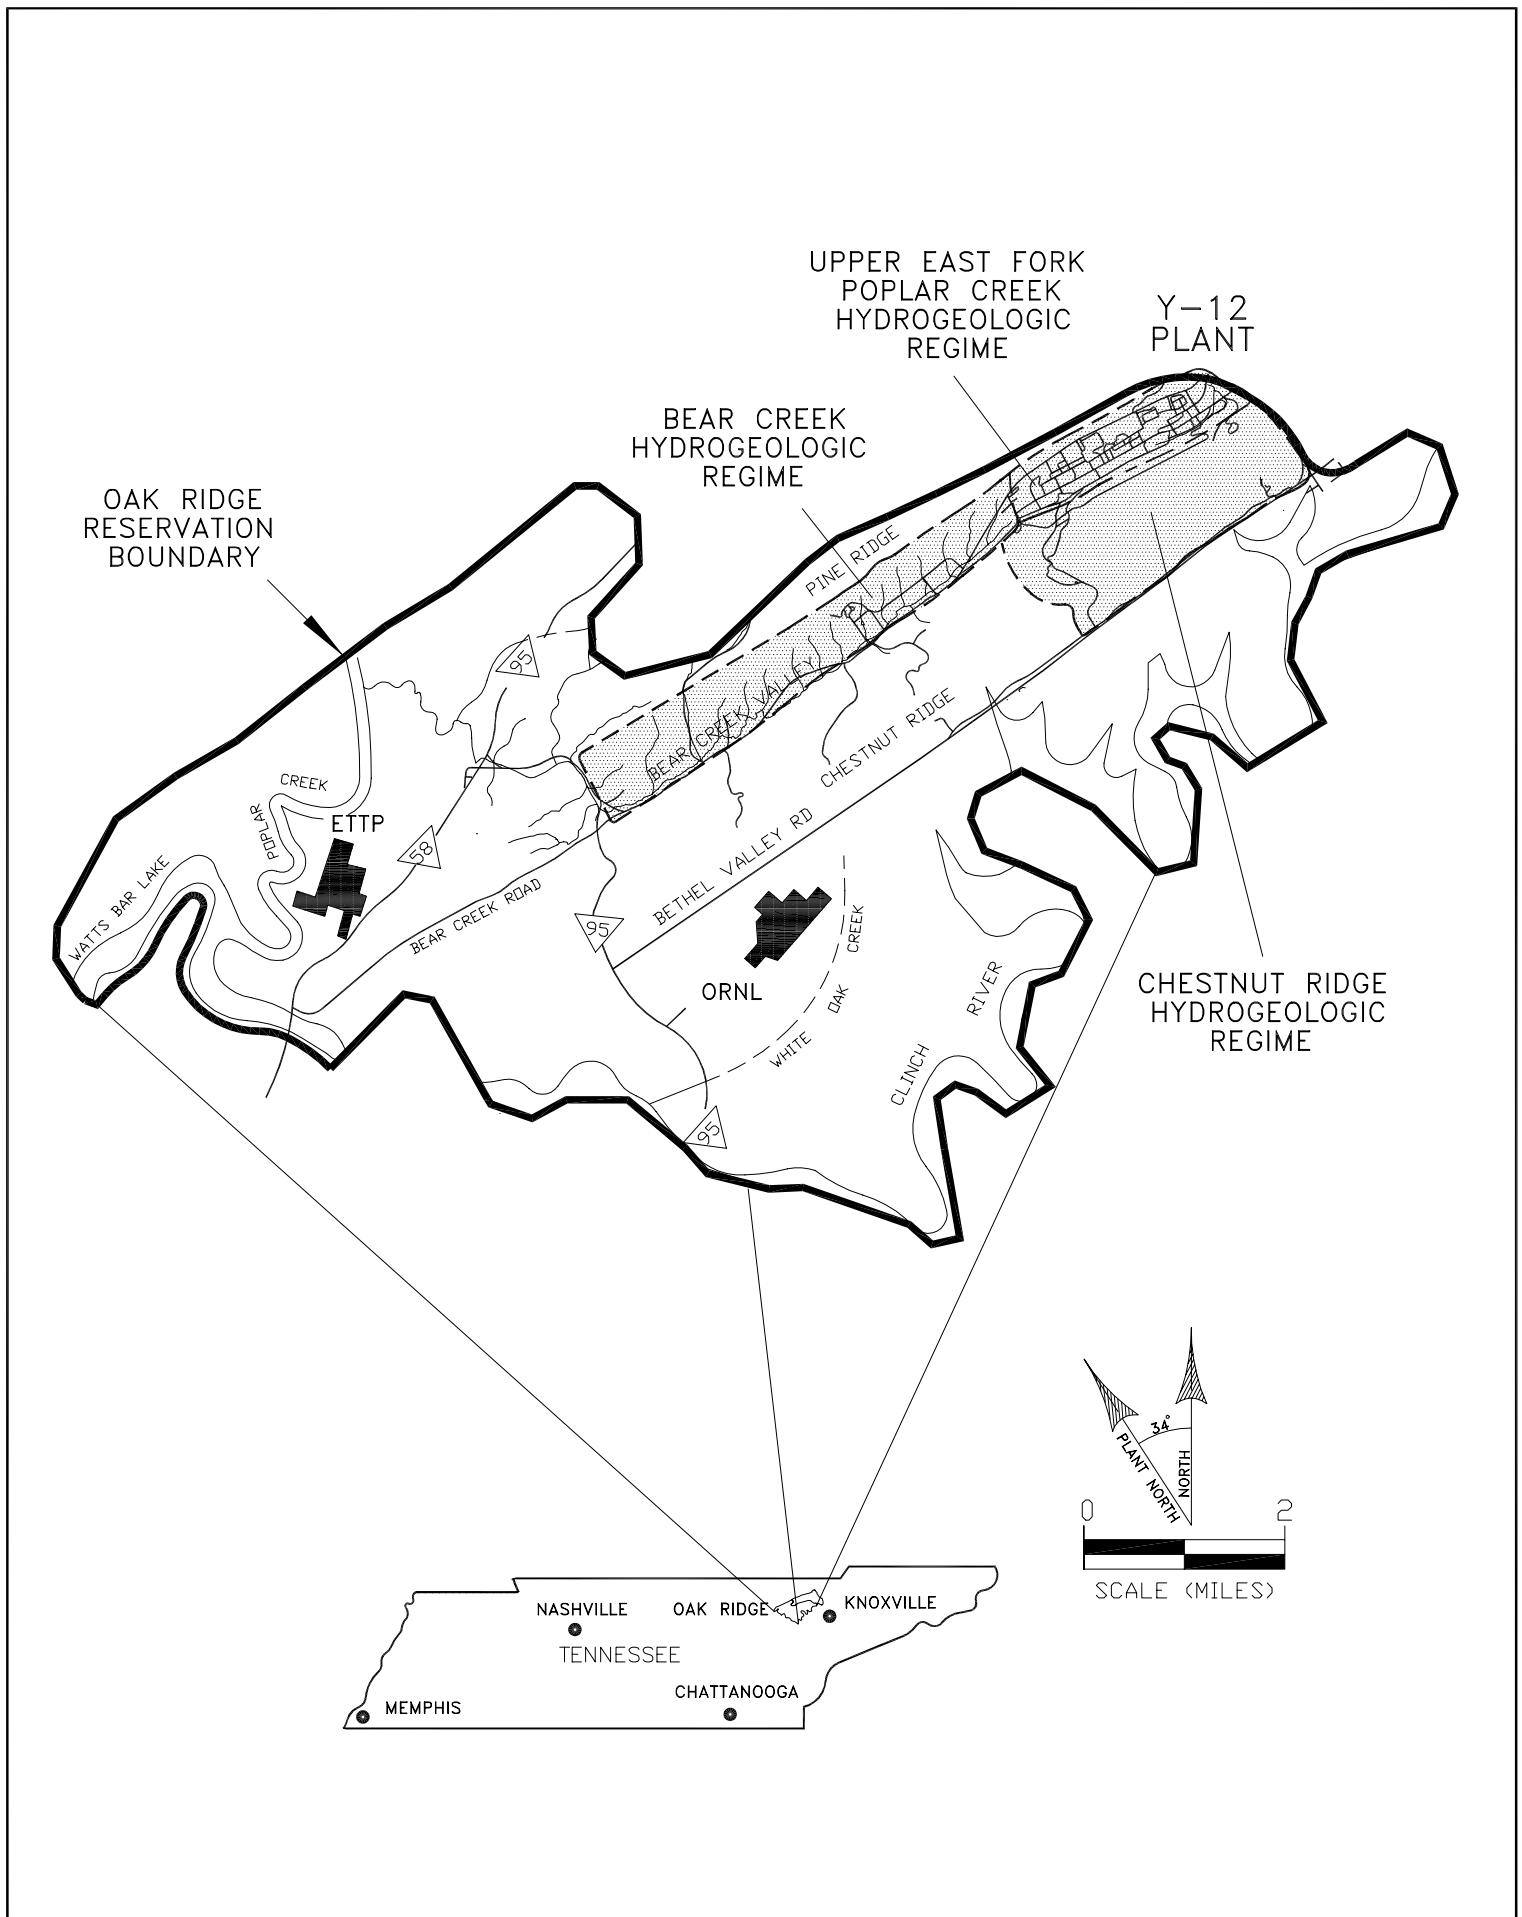 UPPER EAST FORK
POPLAR CREEK
HYDROGEOLOGIC
REGIME
Y-12
PLANT
BEAR CREEK
HYDROGEOLOGIC
REGIME
OAK RIDGE
RESERVATION
BOUNDARY
PINE RIDGE
95
BEAR CREEK VALLEY
CHESTNUT RIDGE
CREEK
POPLAR
ETTP
58
BETHEL VALLEY RD
WATTS BAR LAKE
BEAR CREEK ROAD
95
CREEK
OAK
WHITE
ORNL
RIVER
CLINCH
CHESTNUT RIDGE
HYDROGEOLOGIC
REGIME
95
34°
PLANT NORTH
NORTH
0 2
SCALE (MILES)
NASHVILLE
OAK RIDGE
KNOXVILLE
TENNESSEE
CHATTANOOGA
MEMPHIS